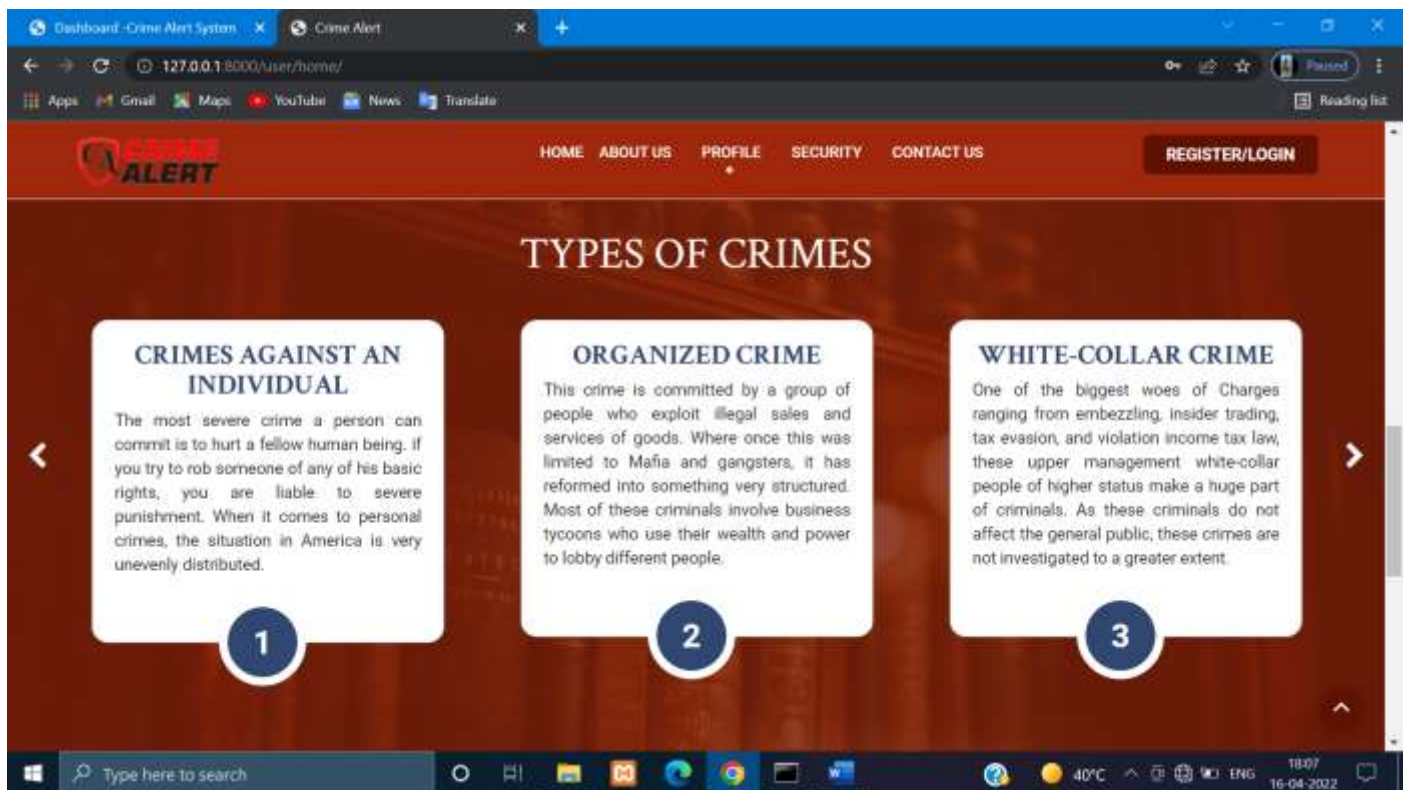 Dashboard -Crime Alert System
Crime Alert
127.0.0.1:8000/user/home/
Paused
Apps Gmail Maps YouTube News Translate Reading list
CRIME
ALERT
HOME ABOUT US PROFILE SECURITY CONTACT US REGISTER/LOGIN
TYPES OF CRIMES
CRIMES AGAINST AN
INDIVIDUAL
The most severe crime a person can
commit is to hurt a fellow human being. if
you try to rob someone of any of his basic
rights, you are liable to severe
punishment. When it comes to personal
crimes, the situation in America is very
unevenly distributed.
1
ORGANIZED CRIME
This crime is committed by a group of
people who exploit illegal sales and
services of goods. Where once this was
limited to Mafia and gangsters, it has
reformed into something very structured.
Most of these criminals involve business
tycoons who use their wealth and power
to lobby different people.
2
WHITE-COLLAR CRIME
One of the biggest woes of Charges
ranging from embezzling, insider trading,
tax evasion, and violation income tax law,
these upper management white-collar
people of higher status make a huge part
of criminals. As these criminals do not
affect the general public, these crimes are
not investigated to a greater extent.
3
Type here to search
40°C
ENG
18:07
16-04-2022